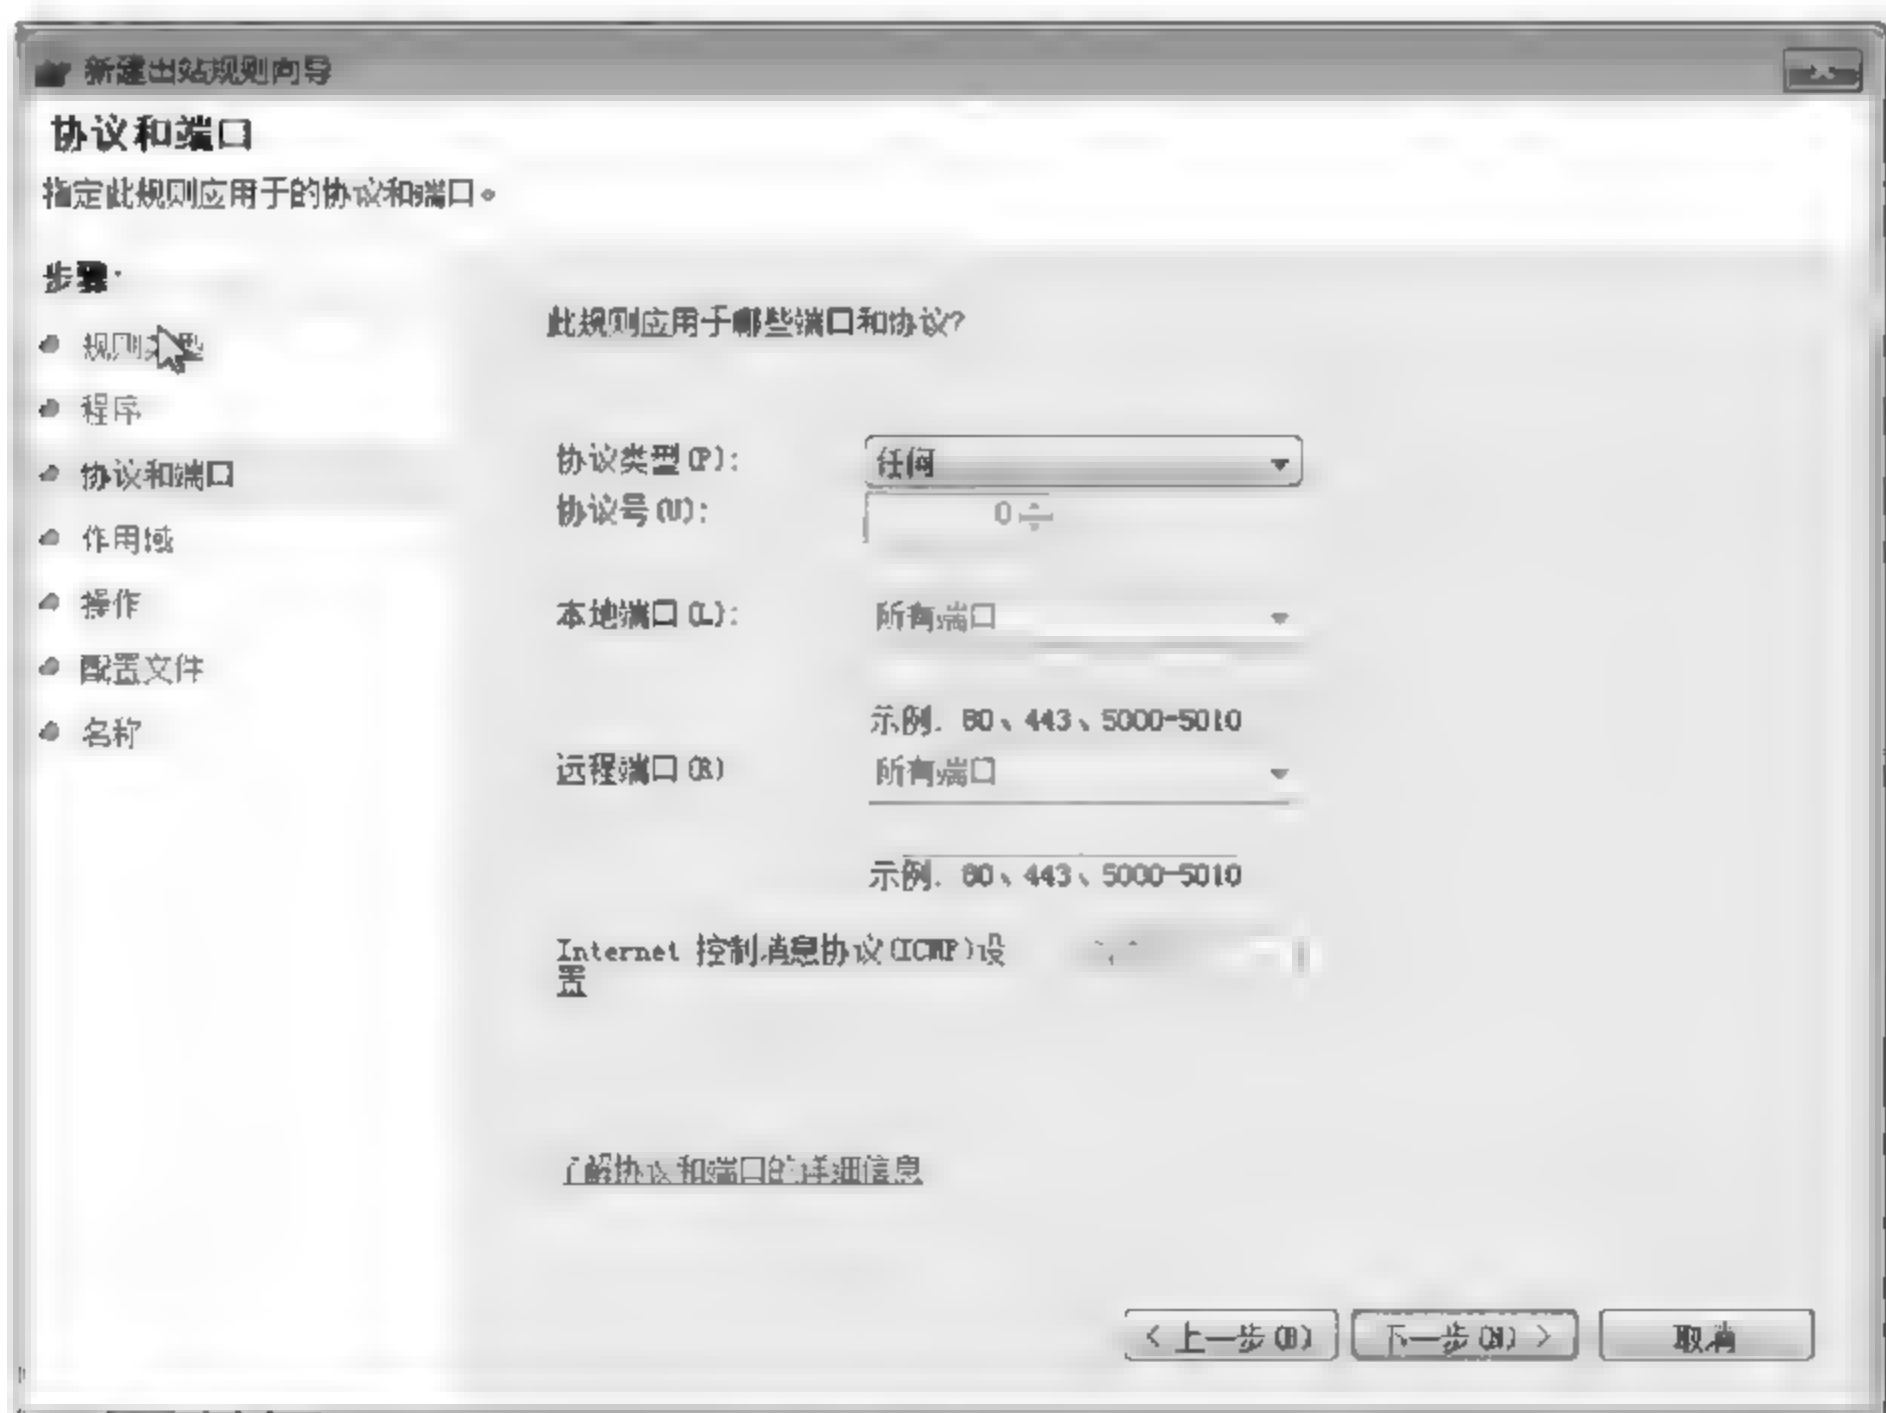 新建出站规则向导
协议和端口
指定此规则应用于的协议和端口。
步骤:
规则类型
程序
协议和端口
作用域
操作
配置文件
名称
此规则应用于哪些端口和协议?
协议类型(P): 任何
协议号(U): 0
本地端口(L): 所有端口
示例: 80、443、5000-5010
远程端口(R) 所有端口
示例: 80、443、5000-5010
Internet 控制消息协议(ICMP)设
置
了解协议和端口的详细信息
< 上一步(B) 下一步(N) > 取消